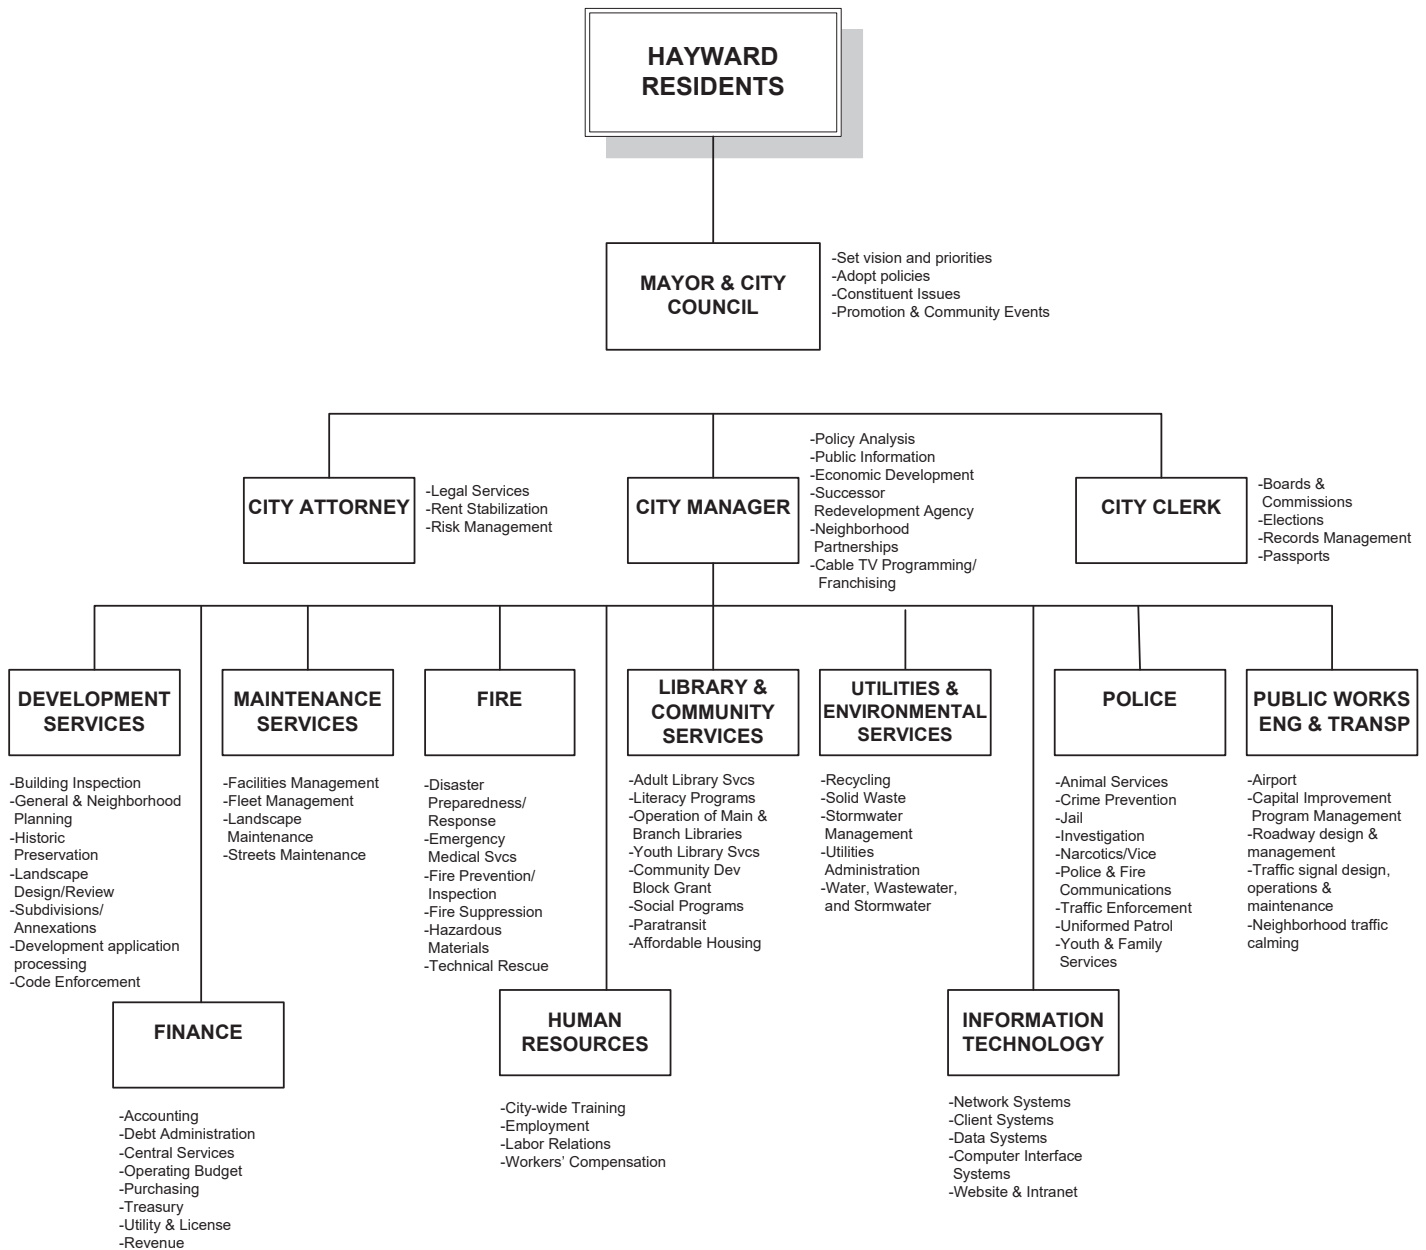 HAYWARD
RESIDENTS
MAYOR & CITY
COUNCIL
-Set vision and priorities
-Adopt policies
-Constituent Issues
-Promotion & Community Events
CITY ATTORNEY
-Legal Services
-Rent Stabilization
-Risk Management
CITY MANAGER
-Policy Analysis
-Public Information
-Economic Development
-Successor
Redevelopment Agency
-Neighborhood
Partnerships
-Cable TV Programming/
Franchising
CITY CLERK
-Boards &
Commissions
-Elections
-Records Management
-Passports
DEVELOPMENT
SERVICES
-Building Inspection
-General & Neighborhood
Planning
-Historic
Preservation
-Landscape
Design/Review
-Subdivisions/
Annexations
-Development application
processing
-Code Enforcement
MAINTENANCE
SERVICES
-Facilities Management
-Fleet Management
-Landscape
Maintenance
-Streets Maintenance
FIRE
-Disaster
Preparedness/
Response
-Emergency
Medical Svcs
-Fire Prevention/
Inspection
-Fire Suppression
-Hazardous
Materials
-Technical Rescue
LIBRARY &
COMMUNITY
SERVICES
-Adult Library Svcs
-Literacy Programs
-Operation of Main &
Branch Libraries
-Youth Library Svcs
-Community Dev
Block Grant
-Social Programs
-Paratransit
-Affordable Housing
UTILITIES &
ENVIRONMENTAL
SERVICES
-Recycling
-Solid Waste
-Stormwater
Management
-Utilities
Administration
-Water, Wastewater,
and Stormwater
POLICE
-Animal Services
-Crime Prevention
-Jail
-Investigation
-Narcotics/Vice
-Police & Fire
Communications
-Traffic Enforcement
-Uniformed Patrol
-Youth & Family
Services
PUBLIC WORKS
ENG & TRANSP
-Airport
-Capital Improvement
Program Management
-Roadway design &
management
-Traffic signal design,
operations &
maintenance
-Neighborhood traffic
calming
FINANCE
-Accounting
-Debt Administration
-Central Services
-Operating Budget
-Purchasing
-Treasury
-Utility & License
-Revenue
HUMAN
RESOURCES
-City-wide Training
-Employment
-Labor Relations
-Workers’ Compensation
INFORMATION
TECHNOLOGY
-Network Systems
-Client Systems
-Data Systems
-Computer Interface
Systems
-Website & Intranet